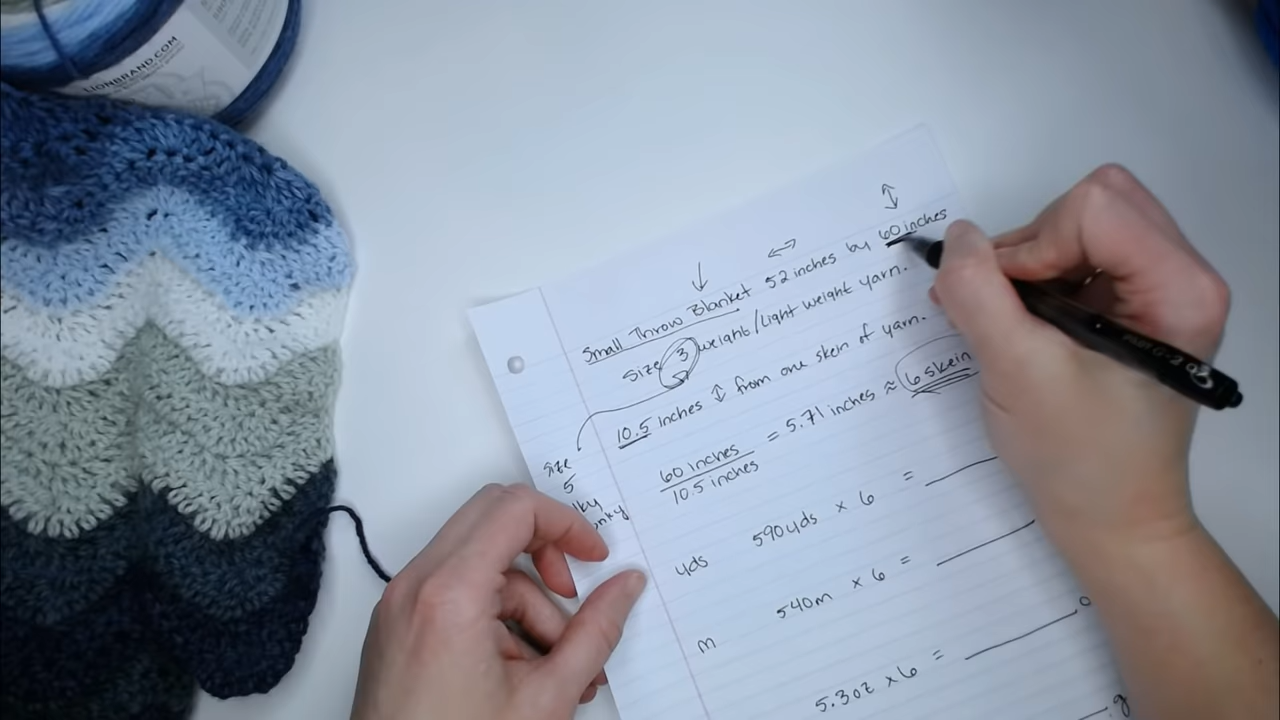 LIONBRAND.COM
Small Throw Blanket 52 inches by 60 inches
Size 3 weight/Light weight yarn.
10.5 inches ↕ from one skein of yarn.
60 inches
10.5 inches
= 5.71 inches ≈ 6 skein
Size
5
yds 590yds × 6 =
m 540m × 6 =
5.30z × 6 =
g